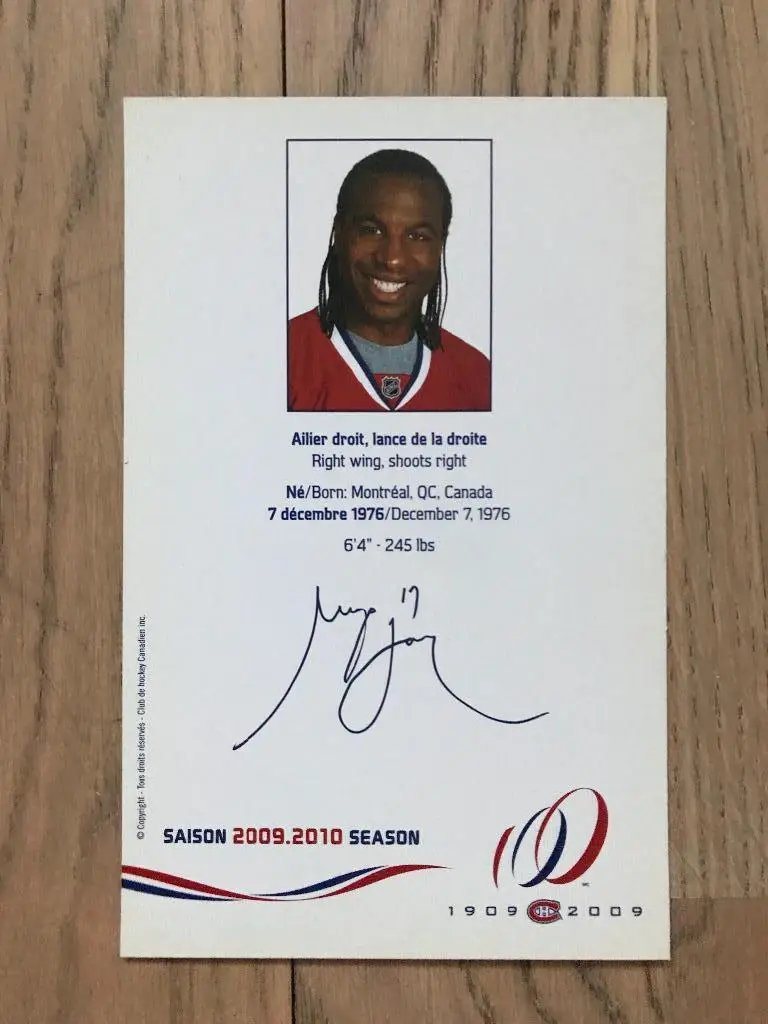 Ailier droit, lance de la droite
Right wing, shoots right
Né/Born: Montréal, QC, Canada
7 décembre 1976/December 7, 1976
6'4" - 245 lbs
17
© Copyright - Tous droits réservés - Club de hockey Canadien inc.
SAISON 2009.2010 SEASON
100
1909 CH 2009